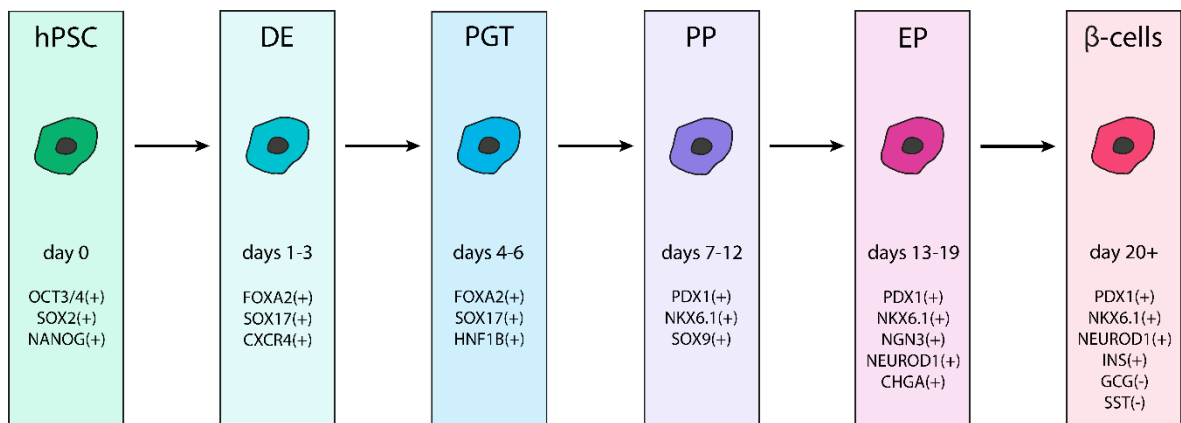 hPSC
day 0
OCT3/4(+)
SOX2(+)
NANOG(+)
DE
days 1-3
FOXA2(+)
SOX17(+)
CXCR4(+)
PGT
days 4-6
FOXA2(+)
SOX17(+)
HNF1B(+)
PP
days 7-12
PDX1(+)
NKX6.1(+)
SOX9(+)
EP
days 13-19
PDX1(+)
NKX6.1(+)
NGN3(+)
NEUROD1(+)
CHGA(+)
β-cells
day 20+
PDX1(+)
NKX6.1(+)
NEUROD1(+)
INS(+)
GCG(-)
SST(-)